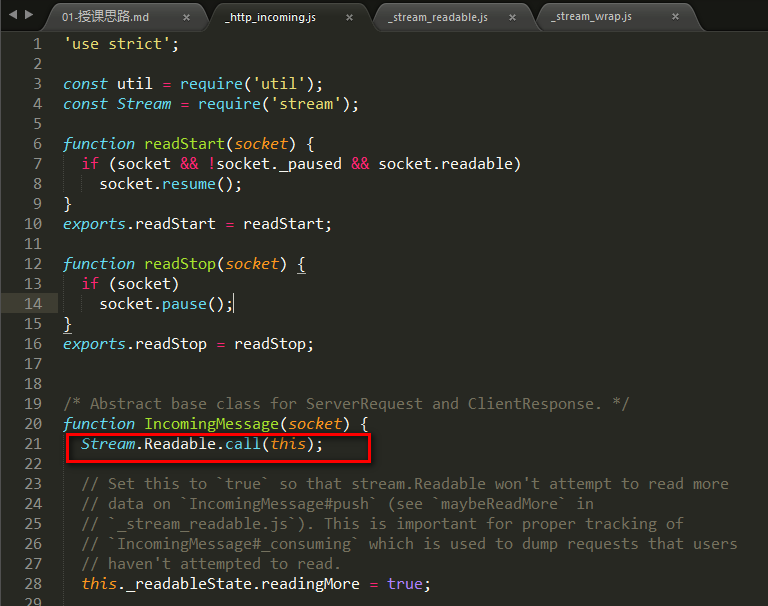 01-授课思路.md × _http_incoming.js × _stream_readable.js × _stream_wrap.js ×
1 'use strict';
2
3 const util = require('util');
4 const Stream = require('stream');
5
6 function readStart(socket) {
7 if (socket && !socket._paused && socket.readable)
8 socket.resume();
9 }
10 exports.readStart = readStart;
11
12 function readStop(socket) {
13 if (socket)
14 socket.pause();
15 }
16 exports.readStop = readStop;
17
18
19 /* Abstract base class for ServerRequest and ClientResponse. */
20 function IncomingMessage(socket) {
21 Stream.Readable.call(this);
22
23 // Set this to `true` so that stream.Readable won't attempt to read more
24 // data on `IncomingMessage#push` (see `maybeReadMore` in
25 // `_stream_readable.js`). This is important for proper tracking of
26 // `IncomingMessage#_consuming` which is used to dump requests that users
27 // haven't attempted to read.
28 this._readableState.readingMore = true;
29